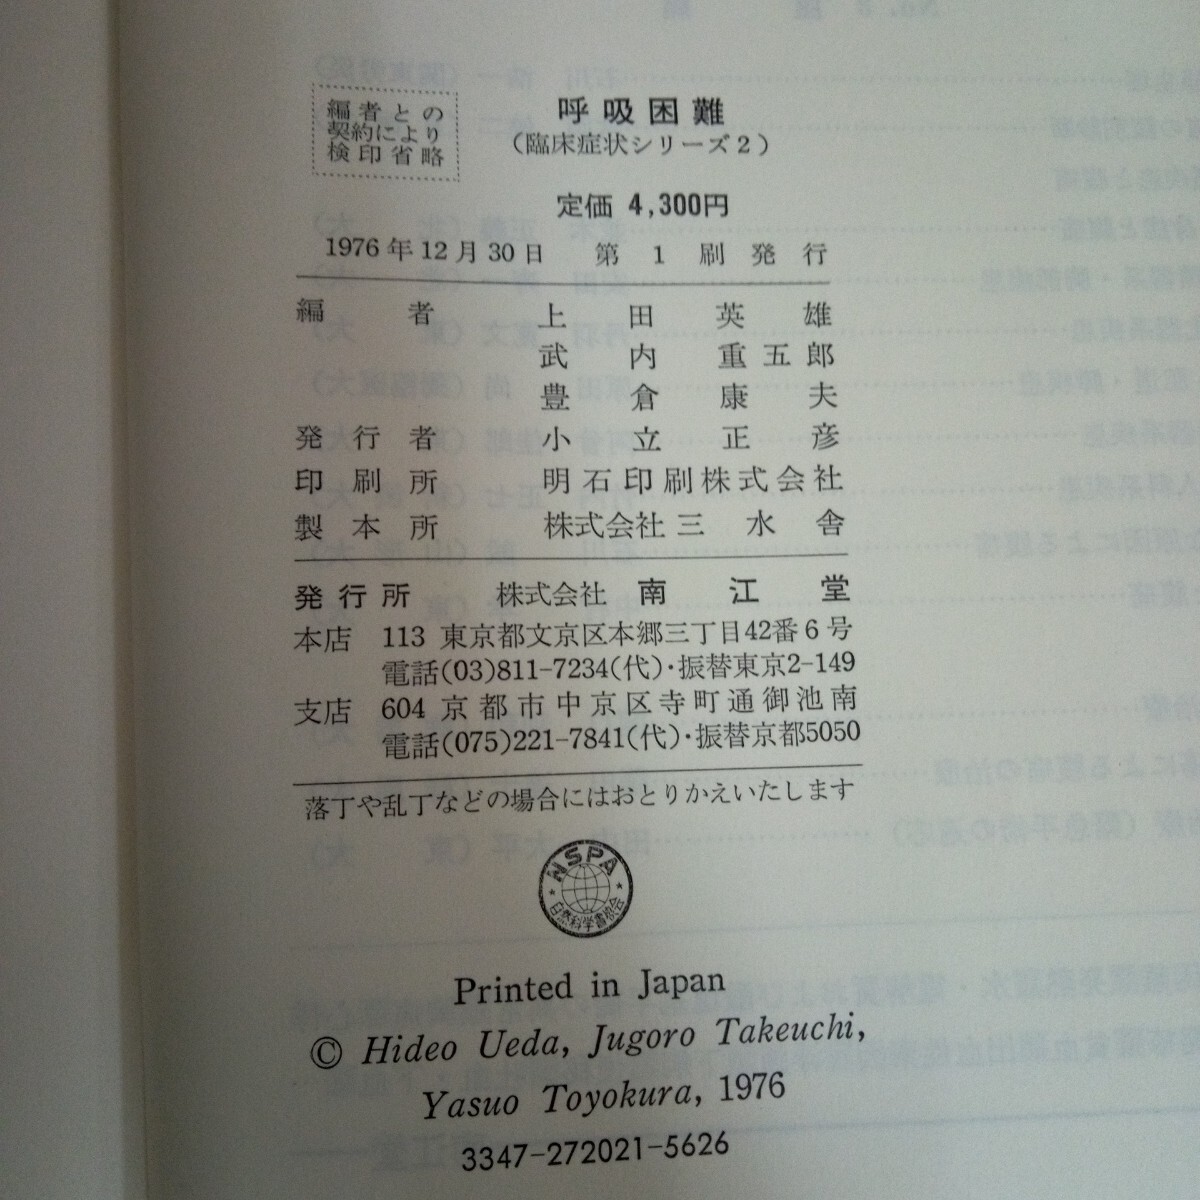 編者との
契約により
検印省略
呼吸困難
(臨床症状シリーズ2)
定価 4,300円
1976年12月30日 第1刷発行
編者 上田英雄
武内重五郎
豊倉康夫
発行者 小立正彦
印刷所 明石印刷株式会社
製本所 株式会社三水舎
発行所 株式会社 南江堂
本店 113 東京都文京区本郷三丁目42番6号
電話(03)811-7234(代)・振替東京2-149
支店 604 京都市中京区寺町通御池南
電話(075)221-7841(代)・振替京都5050
落丁や乱丁などの場合にはおとりかえいたします
NSPA
自然科学書協会
Printed in Japan
© Hideo Ueda, Jugoro Takeuchi,
Yasuo Toyokura, 1976
3347-272021-5626